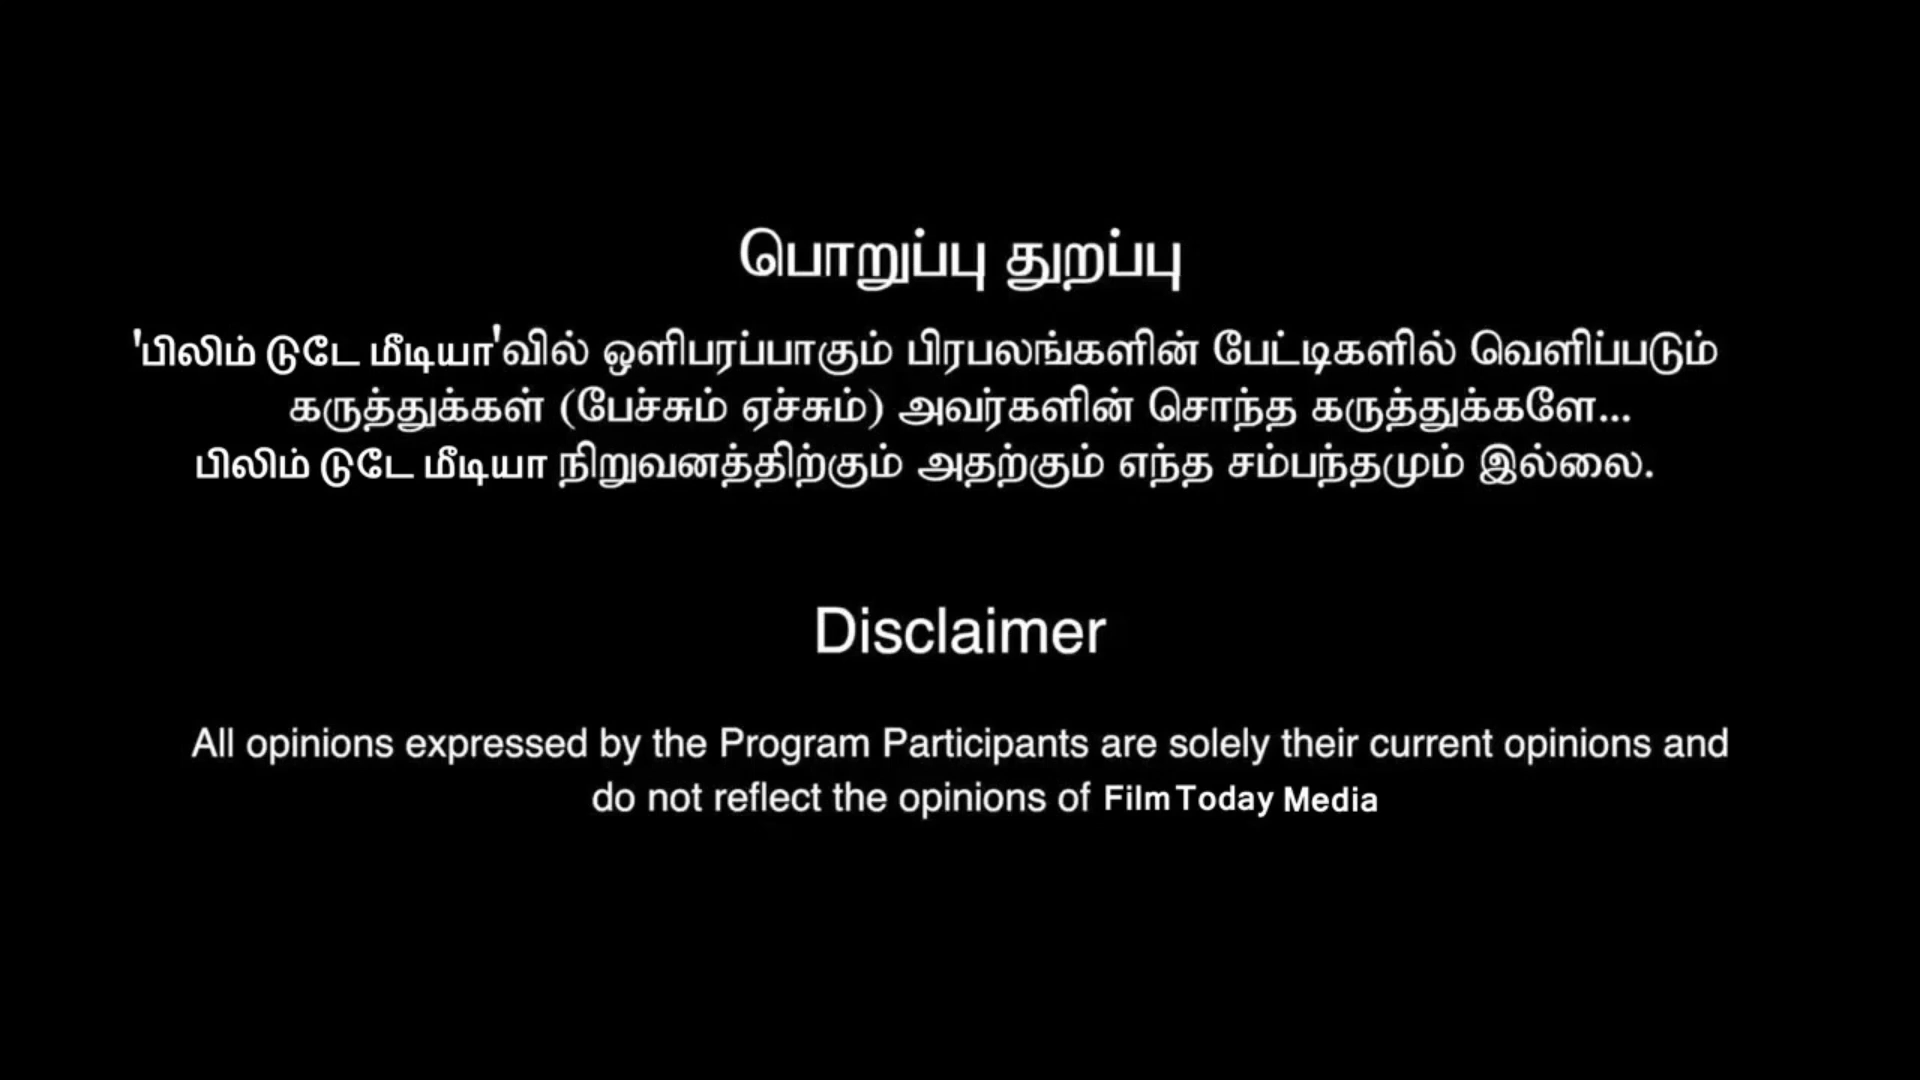 பொறுப்பு துறப்பு
'பிலிம் டுடே மீடியா'வில் ஒளிபரப்பாகும் பிரபலங்களின் பேட்டிகளில் வெளிப்படும்
கருத்துக்கள் (பேச்சும் ஏச்சும்) அவர்களின் சொந்த கருத்துக்களே...
பிலிம் டுடே மீடியா நிறுவனத்திற்கும் அதற்கும் எந்த சம்பந்தமும் இல்லை.
Disclaimer
All opinions expressed by the Program Participants are solely their current opinions and
do not reflect the opinions of Film Today Media